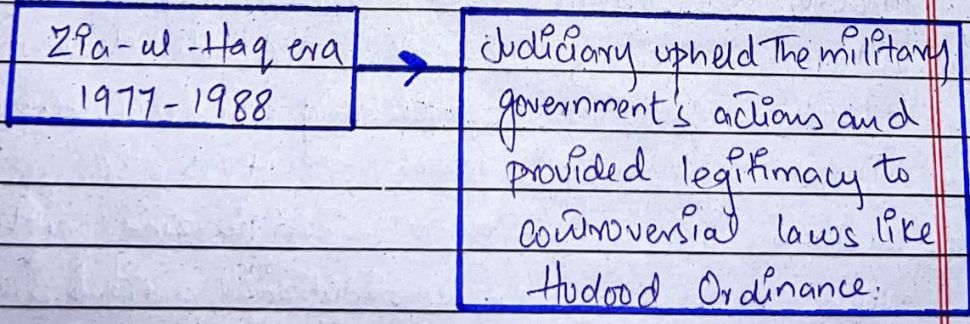 Zia-ul-Haq era
1977-1988
Judiciary upheld The military
government's actions and
provided legitimacy to
controversial laws like
Hudood Ordinance.